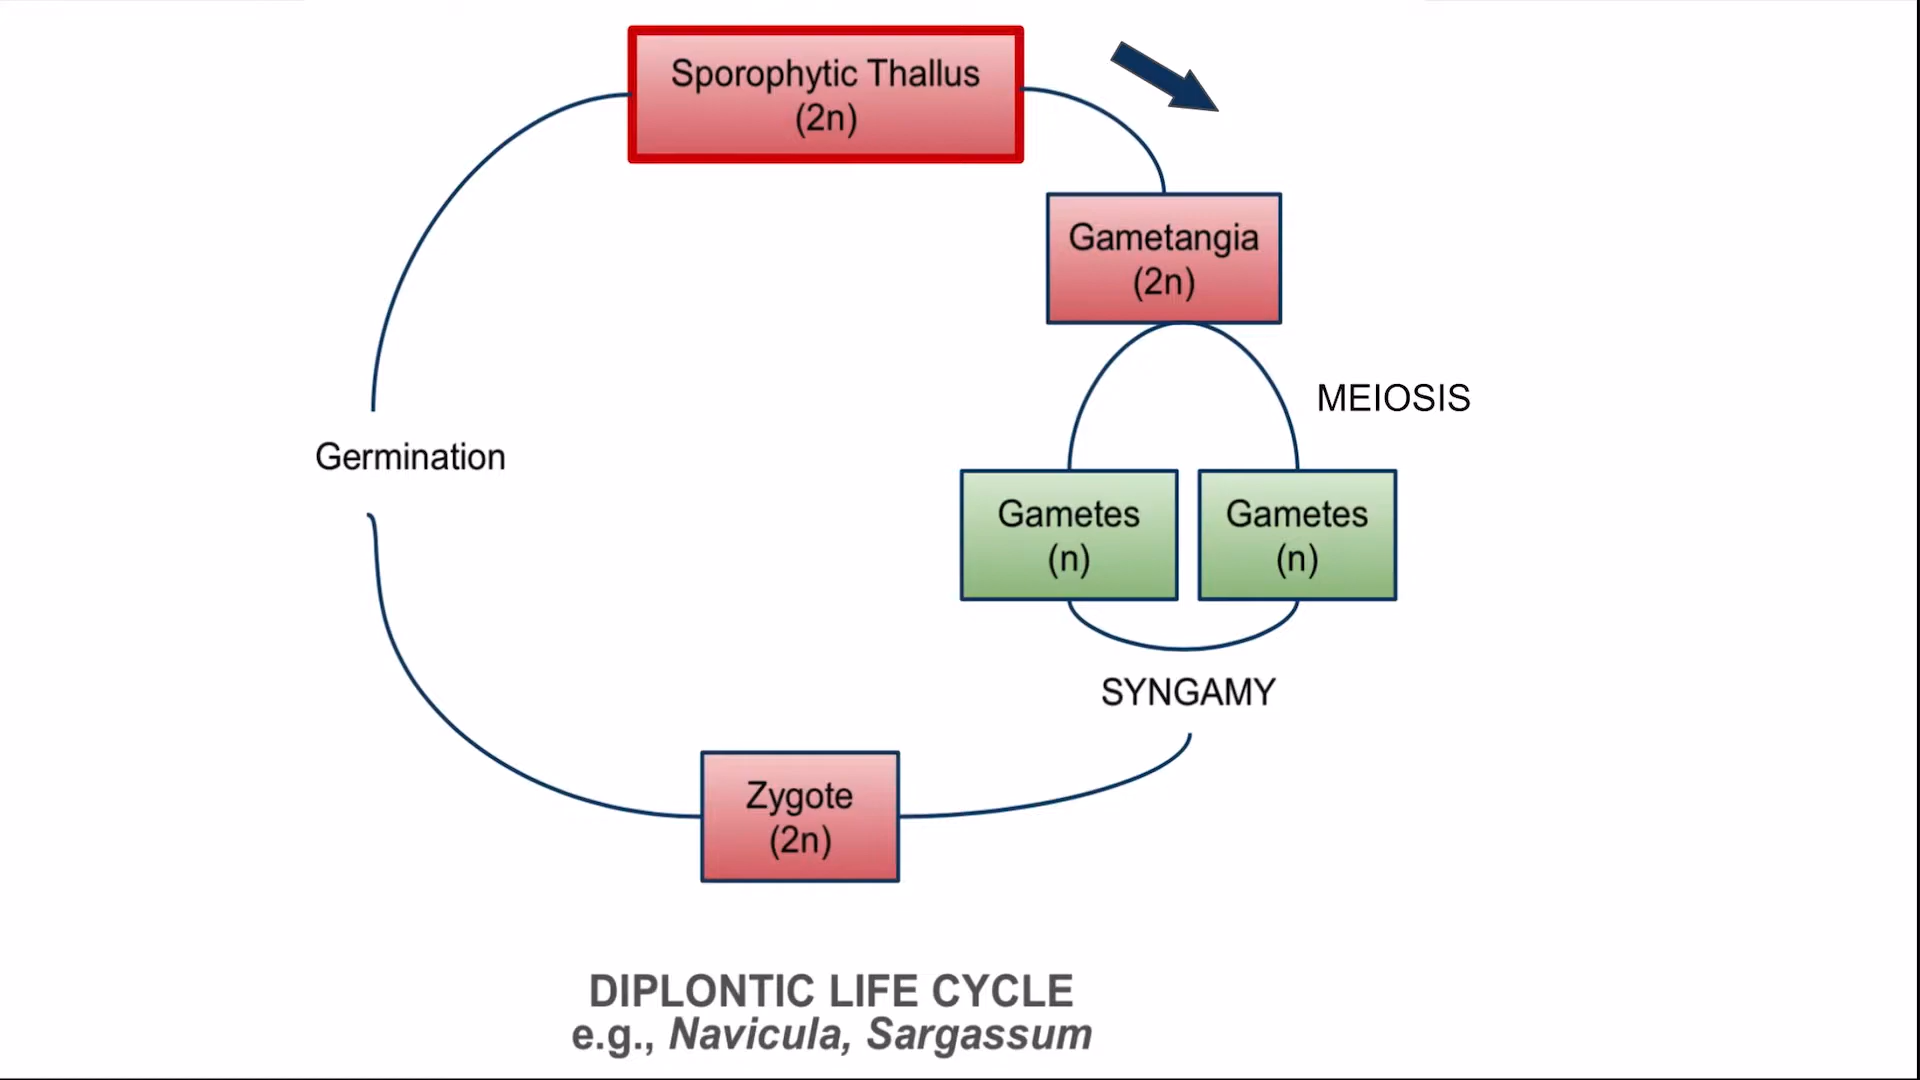 Sporophytic Thallus
(2n)
Gametangia
(2n)
MEIOSIS
Germination
Gametes
(n)
Gametes
(n)
SYNGAMY
Zygote
(2n)
DIPLONTIC LIFE CYCLE
e.g., Navicula, Sargassum